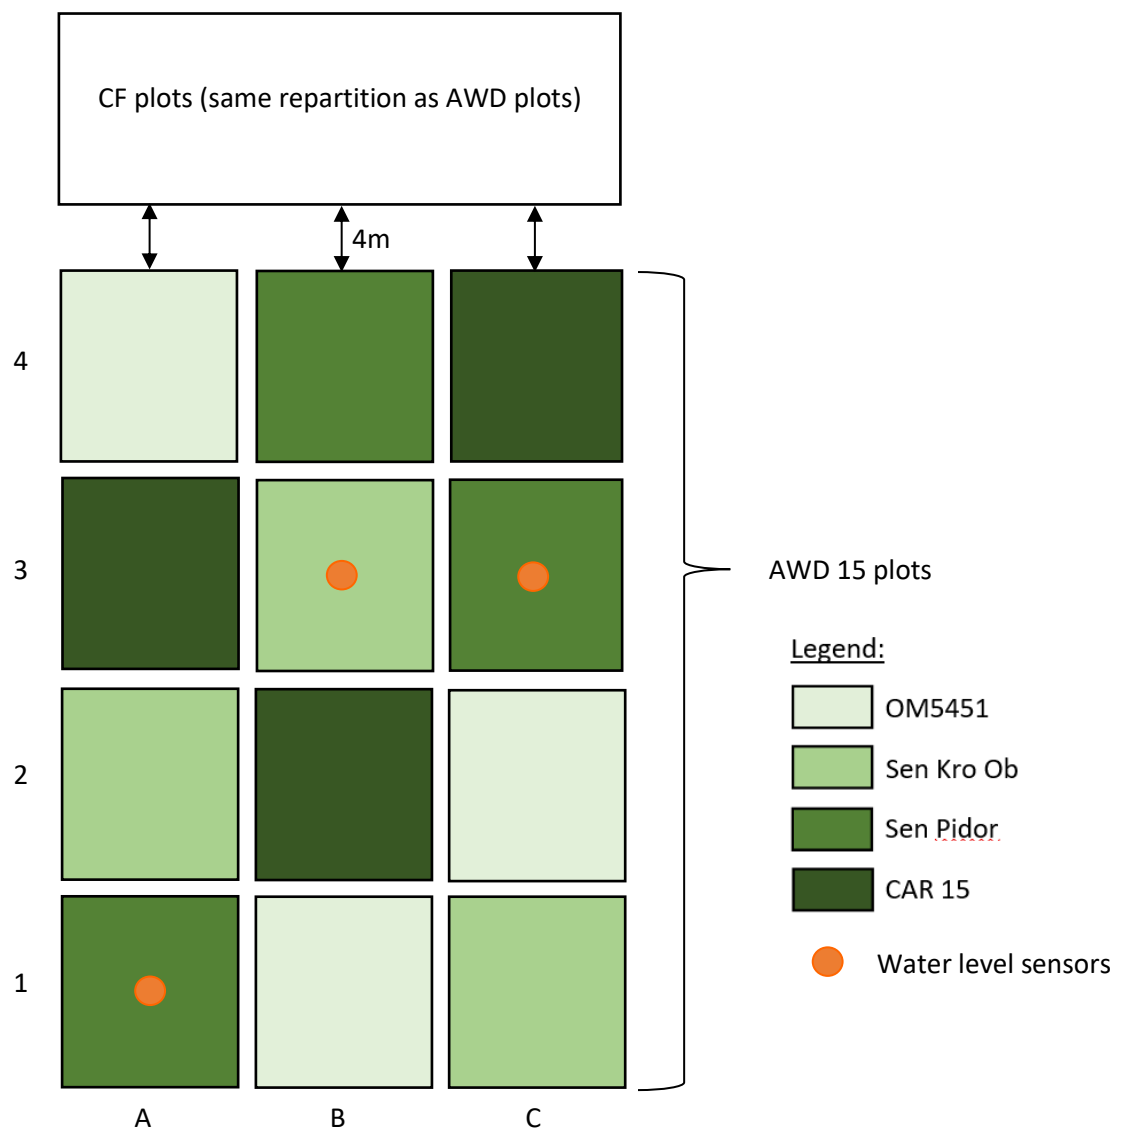 CF plots (same repartition as AWD plots)
4m
4
3
2
1
A
B
C
AWD 15 plots
Legend:
OM5451
Sen Kro Ob
Sen Pidor
CAR 15
Water level sensors